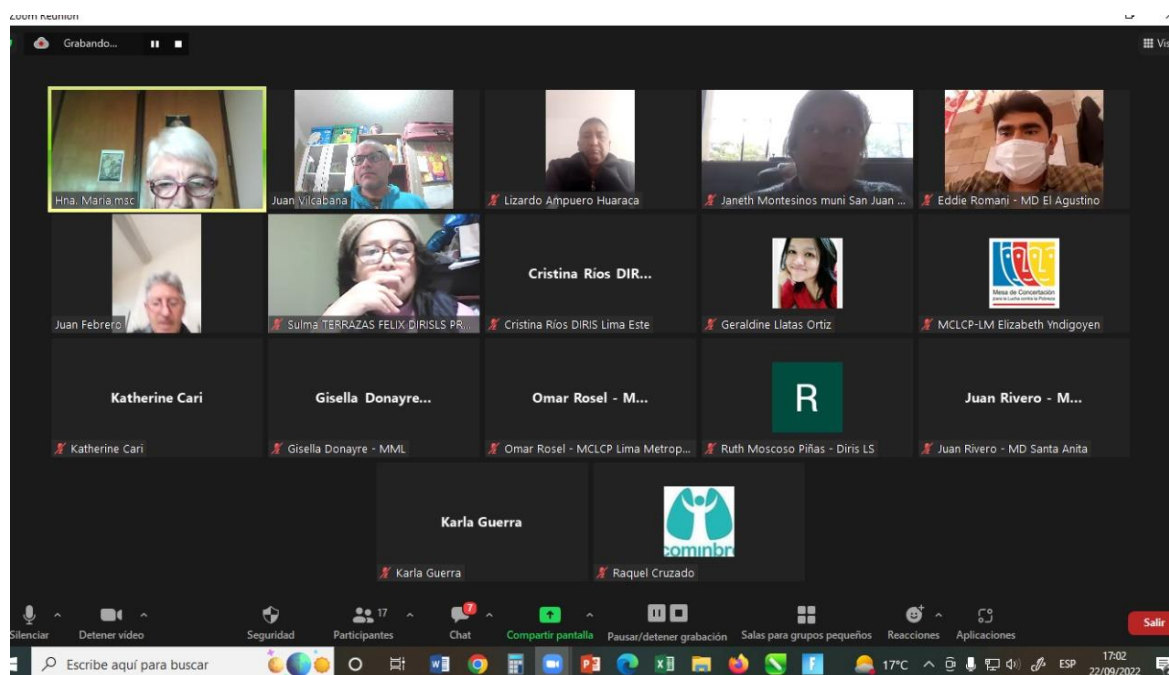 Zoom Reunión
Grabando...
Vis
Hna. Maria msc
Juan Vilcabana
Lizardo Ampuero Huaraca
Janeth Montesinos muni San Juan ...
Eddie Romani - MD El Agustino
Juan Febrero
Sulma TERRAZAS FELIX DIRISLS PR...
Cristina Ríos DIR...
Cristina Ríos DIRIS Lima Este
Geraldine Llatas Ortiz
Mesa de Concertación
para la Lucha contra la Pobreza
MCLCP-LM Elizabeth Yndigoyen
Katherine Cari
Katherine Cari
Gisella Donayre...
Gisella Donayre - MML
Omar Rosel - M...
Omar Rosel - MCLCP Lima Metrop...
R
Ruth Moscoso Piñas - Diris LS
Juan Rivero - M...
Juan Rivero - MD Santa Anita
Karla Guerra
Karla Guerra
cominbr
Raquel Cruzado
Silenciar
Detener video
Seguridad
17
Participantes
7
Chat
Compartir pantalla
Pausar/detener grabación
Salas para grupos pequeños
Reacciones
Aplicaciones
Salir
Escribe aquí para buscar
17°C
ESP
17:02
22/09/2022